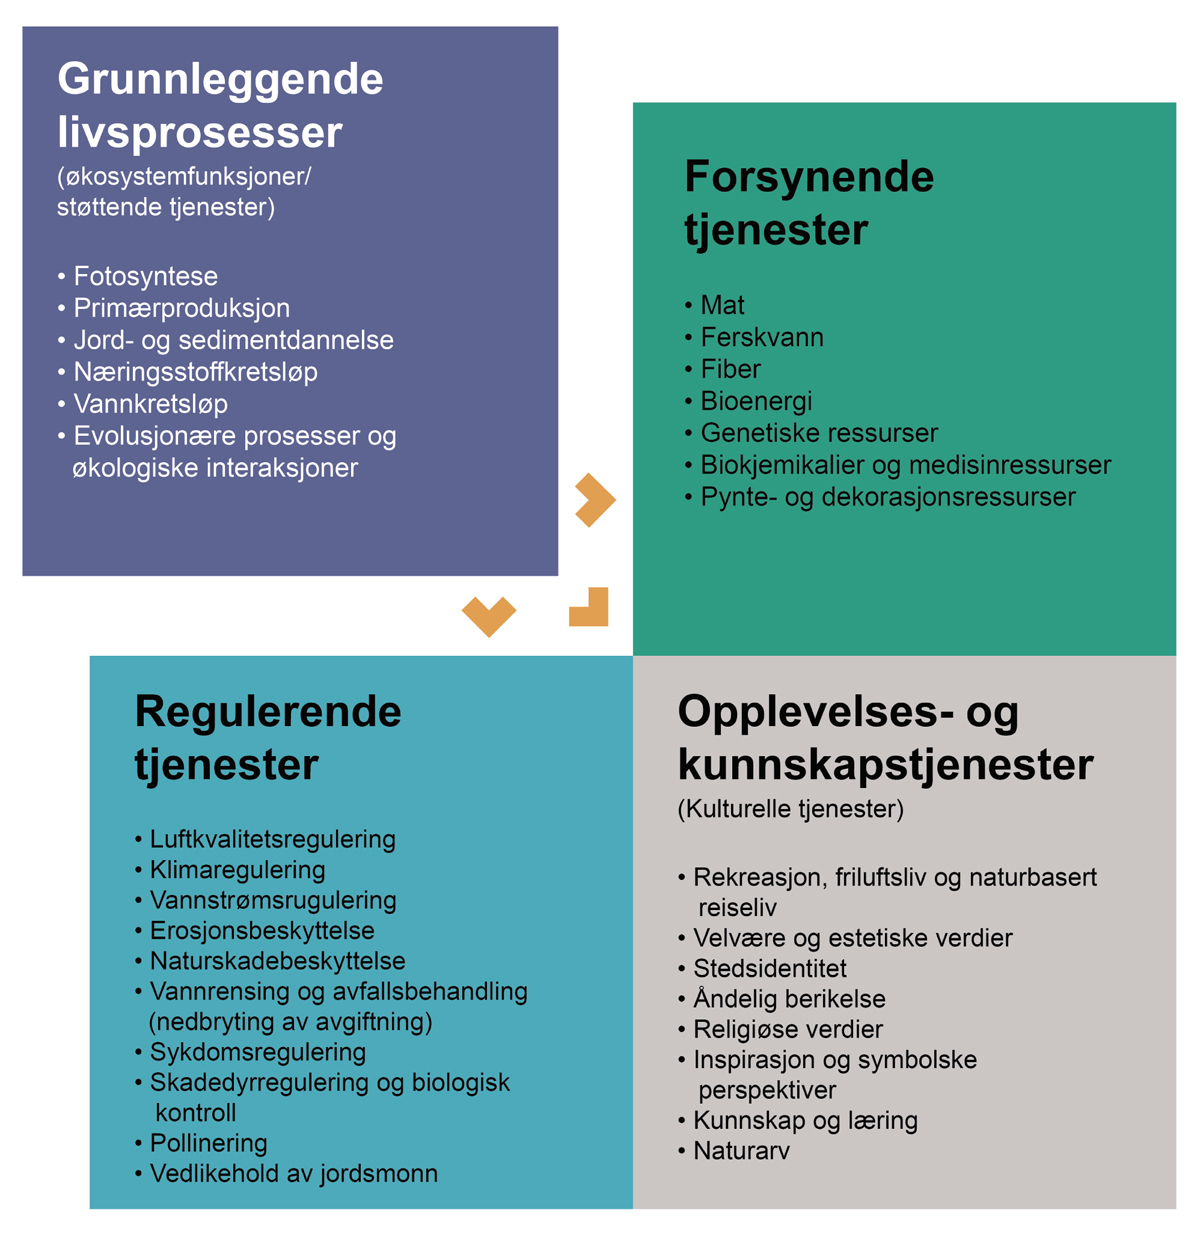 Grunnleggende
livsprosesser
(økosystemfunksjoner/
støttende tjenester)
• Fotosyntese
• Primærproduksjon
• Jord- og sedimentdannelse
• Næringsstoffkretsløp
• Vannkretsløp
• Evolusjonære prosesser og
økologiske interaksjoner
Forsynende
tjenester
• Mat
• Ferskvann
• Fiber
• Bioenergi
• Genetiske ressurser
• Biokjemikalier og medisinressurser
• Pynte- og dekorasjonsressurser
Regulerende
tjenester
• Luftkvalitetsregulering
• Klimaregulering
• Vannstrømsrugulering
• Erosjonsbeskyttelse
• Naturskadebeskyttelse
• Vannrensing og avfallsbehandling
(nedbryting av avgiftning)
• Sykdomsregulering
• Skadedyrregulering og biologisk
kontroll
• Pollinering
• Vedlikehold av jordsmonn
Opplevelses- og
kunnskapstjenester
(Kulturelle tjenester)
• Rekreasjon, friluftsliv og naturbasert
reiseliv
• Velvære og estetiske verdier
• Stedsidentitet
• Åndelig berikelse
• Religiøse verdier
• Inspirasjon og symbolske
perspektiver
• Kunnskap og læring
• Naturarv